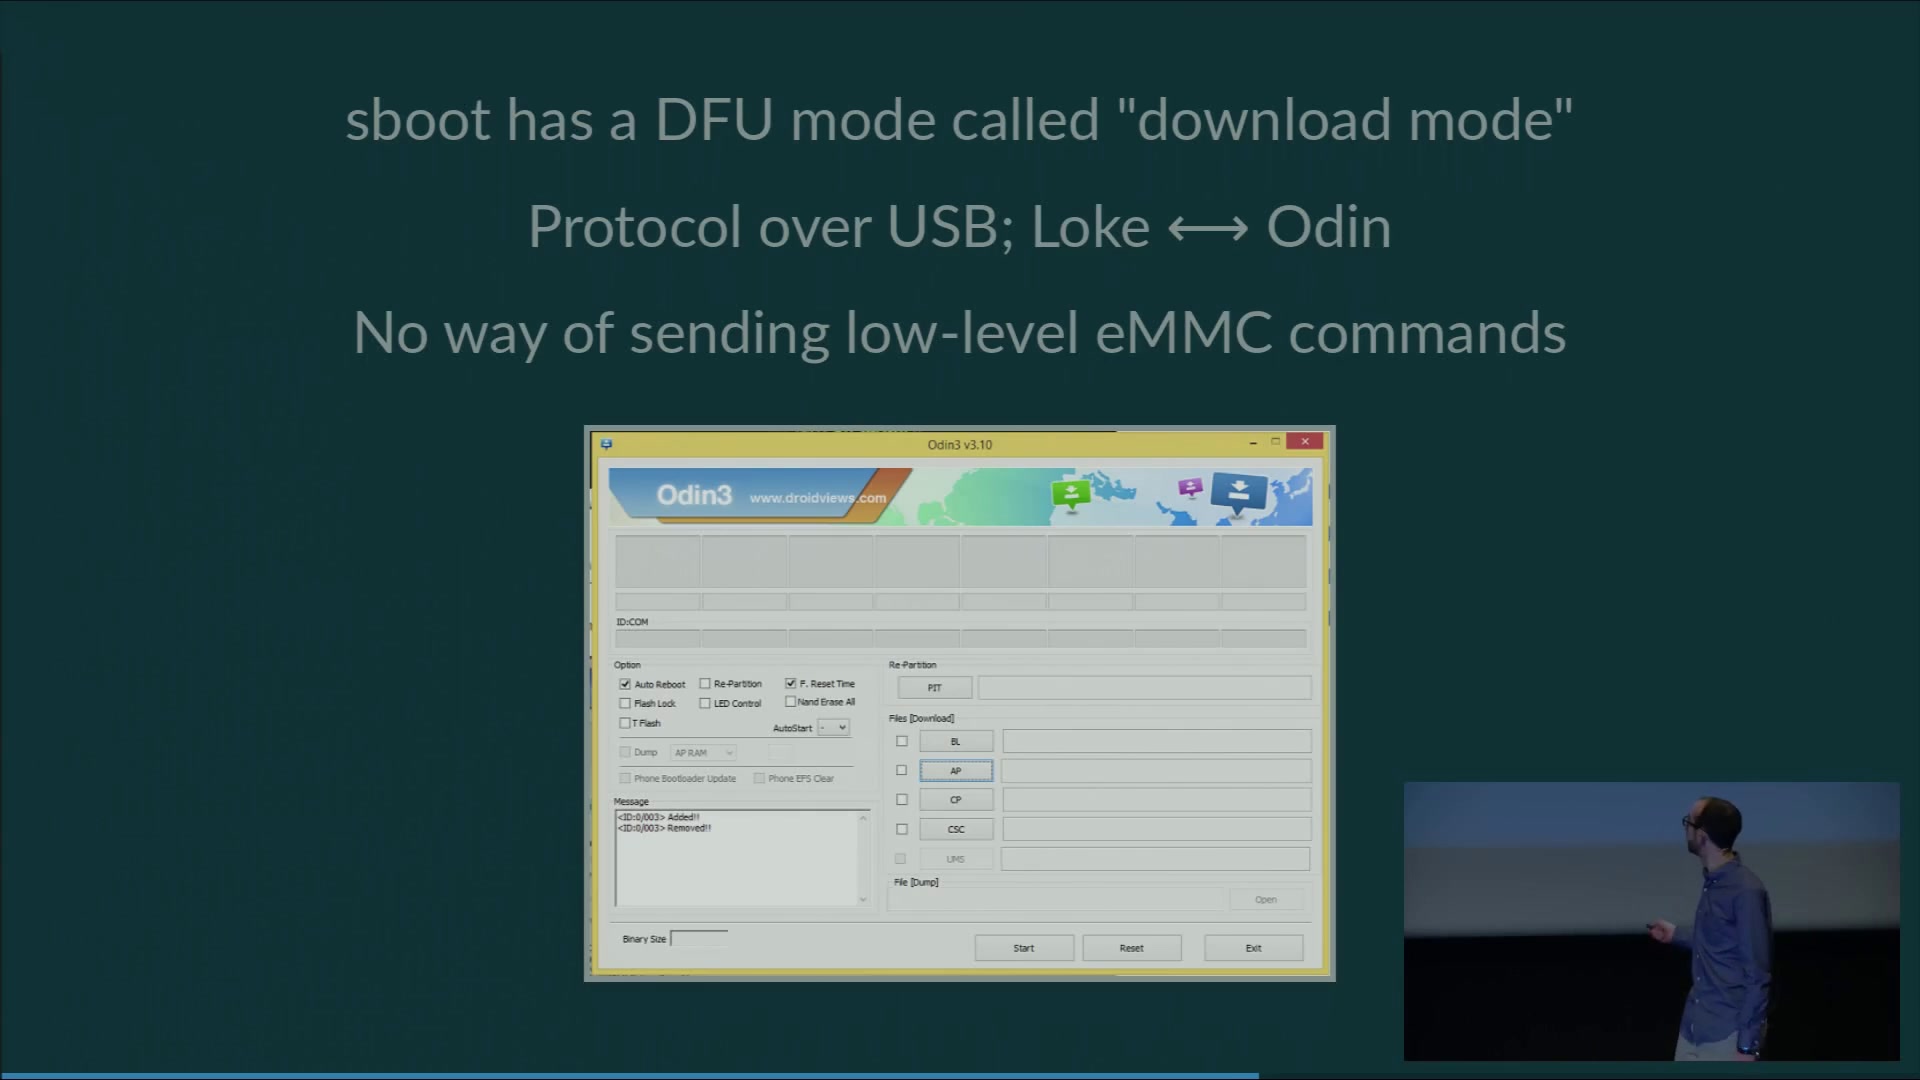 sboot has a DFU mode called "download mode"
Protocol over USB; Loke ⟷ Odin
No way of sending low-level eMMC commands
Odin3 v3.10
Odin3 www.droidviews.com
ID:COM
Option
Auto Reboot Re-Partition F. Reset Time
Flash Lock LED Control Nand Erase All
T Flash
AutoStart -
Dump AP RAM
Phone Bootloader Update Phone EFS Clear
Message
<ID:0/003> Added!!
<ID:0/003> Removed!!
Re-Partition
PIT
Files [Download]
BL
AP
CP
CSC
UMS
File [Dump]
Open
Binary Size
Start Reset Exit